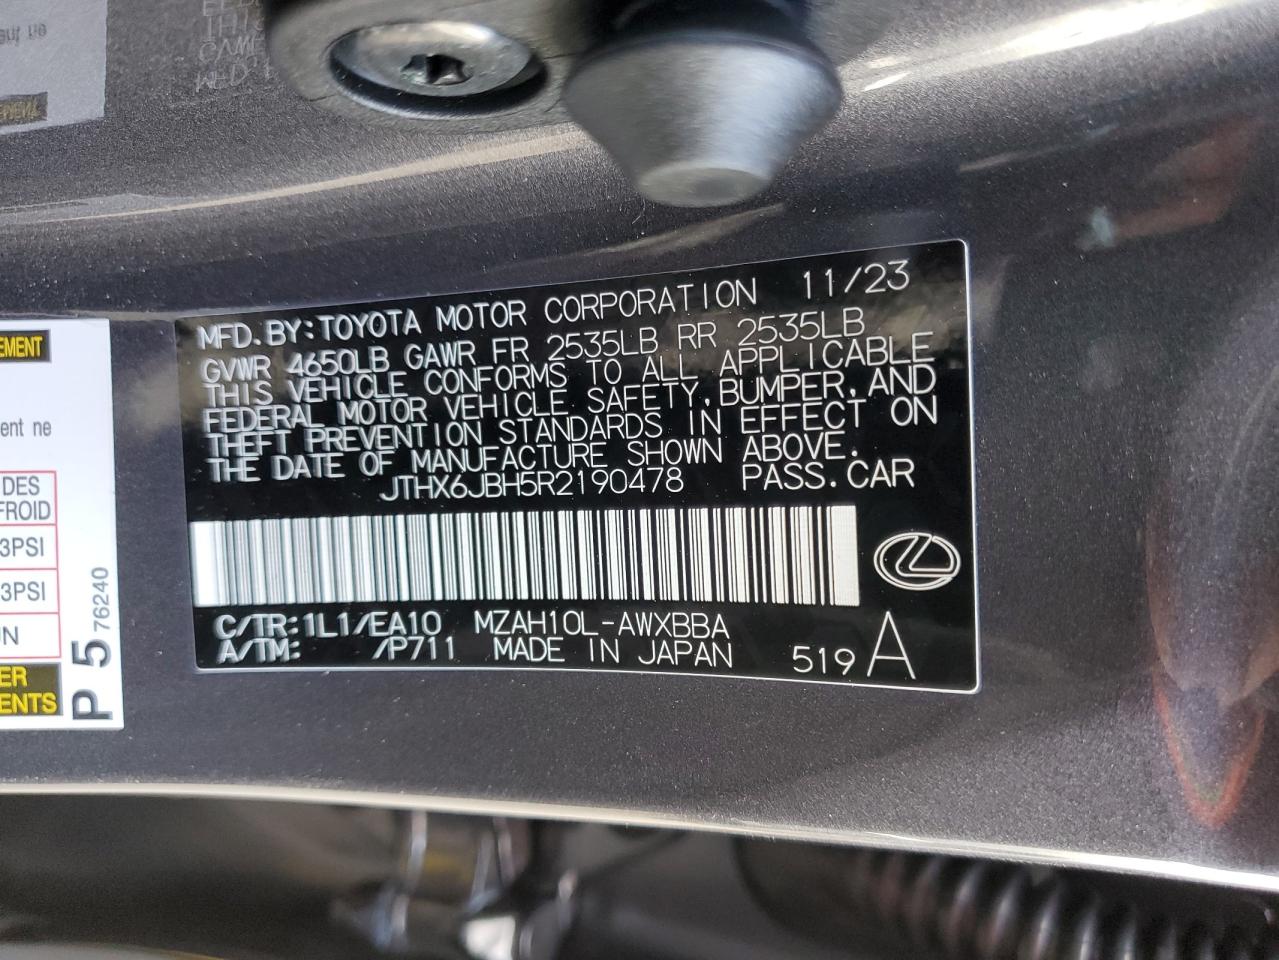 MFD.BY:TOYOTA MOTOR CORPORATION 11/23
GVWR 4650LB GAWR FR 2535LB RR 2535LB
THIS VEHICLE CONFORMS TO ALL APPLICABLE
FEDERAL MOTOR VEHICLE SAFETY,BUMPER,AND
THEFT PREVENTION STANDARDS IN EFFECT ON
THE DATE OF MANUFACTURE SHOWN ABOVE.
JTHX6JBH5R2190478 PASS.CAR
C/TR:1L1/EA10 MZAH10L-AWXBBA
A/TM: /P711 MADE IN JAPAN 519 A
EMENT
ent ne
DES
FROID
3PSI
3PSI
UN
ER
ENTS
P 5 76240